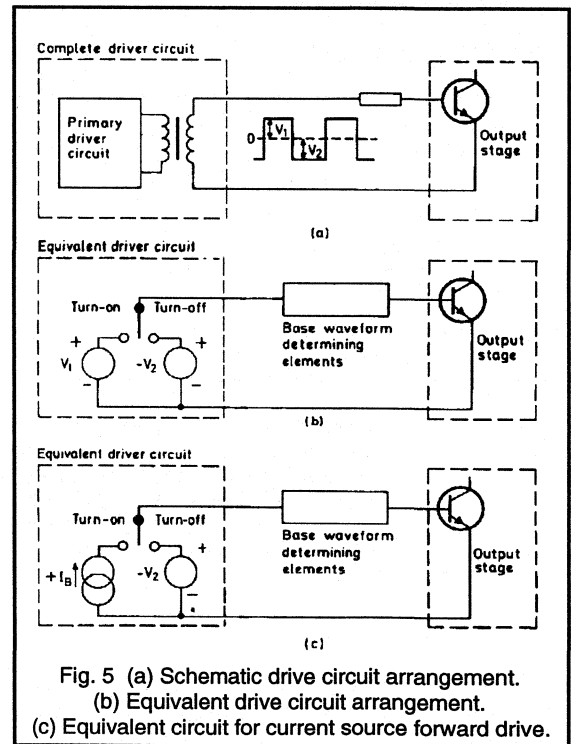 Complete driver circuit
Primary
driver
circuit
0
V1
V2
Output
stage
(a)
Equivalent driver circuit
Turn-on
Turn-off
+
+
V1
-V2
–
–
Base waveform
determining
elements
Output
stage
(b)
Equivalent driver circuit
Turn-on
Turn-off
+
+IB
-V2
–
Base waveform
determining
elements
Output
stage
(c)
Fig. 5 (a) Schematic drive circuit arrangement.
(b) Equivalent drive circuit arrangement.
(c) Equivalent circuit for current source forward drive.